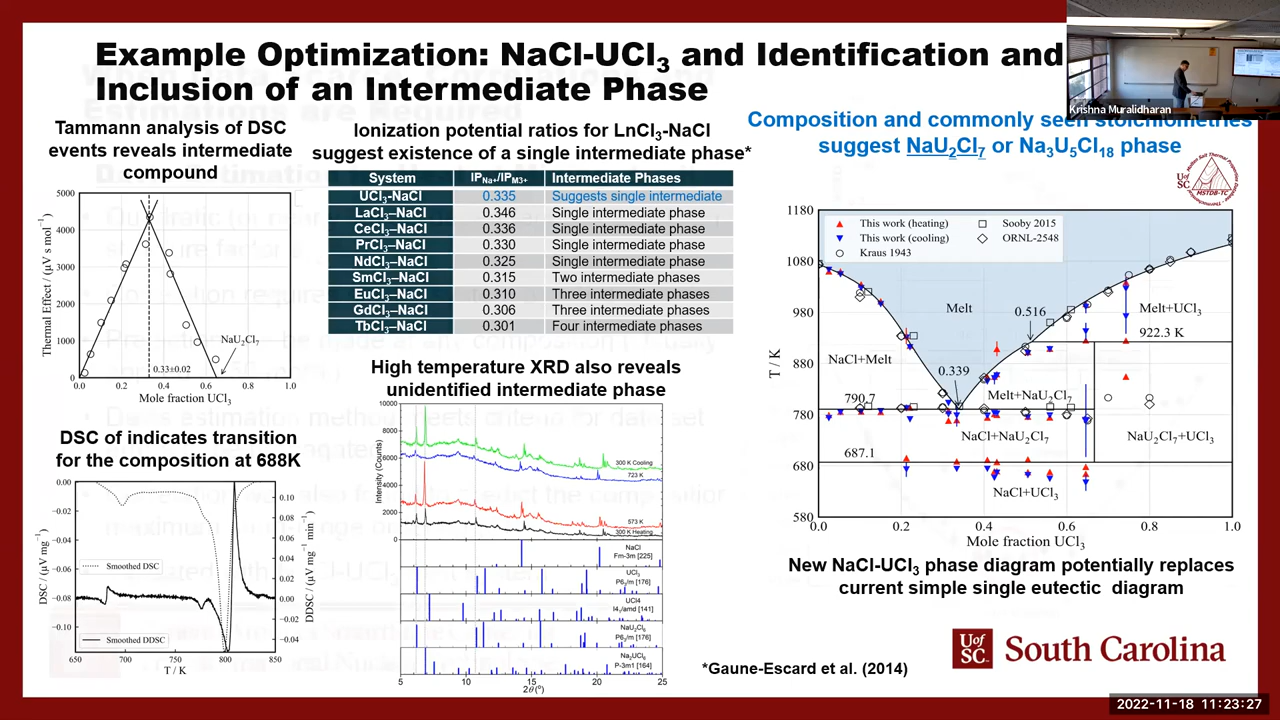 Example Optimization: NaCl-UCl3 and Identification and
Inclusion of an Intermediate Phase
Krishna Muralidharan
Tammann analysis of DSC
events reveals intermediate
compound
5000
4000
3000
2000
1000
0
Thermal Effect / (µV s mol⁻¹)
NaU2Cl7
0.33±0.02
0.0 0.2 0.4 0.6 0.8 1.0
Mole fraction UCl3
DSC of indicates transition
for the composition at 688K
0.00
−0.02
−0.04
−0.06
−0.08
−0.10
DSC / (µV mg⁻¹)
0.10
0.08
0.06
0.04
0.02
0.00
−0.02
−0.04
DDSC / (µV mg⁻¹ min⁻¹)
Smoothed DSC
Smoothed DDSC
650 700 750 800 850
T / K
Ionization potential ratios for LnCl3-NaCl
suggest existence of a single intermediate phase*
System IPNa+/IPM3+ Intermediate Phases
UCl3-NaCl 0.335 Suggests single intermediate
LaCl3–NaCl 0.346 Single intermediate phase
CeCl3–NaCl 0.336 Single intermediate phase
PrCl3–NaCl 0.330 Single intermediate phase
NdCl3–NaCl 0.325 Single intermediate phase
SmCl3–NaCl 0.315 Two intermediate phases
EuCl3–NaCl 0.310 Three intermediate phases
GdCl3–NaCl 0.306 Three intermediate phases
TbCl3–NaCl 0.301 Four intermediate phases
High temperature XRD also reveals
unidentified intermediate phase
10000
8000
6000
4000
2000
0
Intensity (Counts)
300 K Cooling
723 K
573 K
300 K Heating
NaCl
Fm-3m [225]
UCl3
P63/m [176]
UCl4
I41/amd [141]
NaU2Cl6
P63/m [176]
Na2UCl6
P-3m1 [164]
5 10 15 20 25
2θ (°)
Composition and commonly seen stoichiometries
suggest NaU2Cl7 or Na3U5Cl18 phase
UofSC
MSTDB-TC
1180
1080
980
880
780
680
580
T / K
This work (heating)
This work (cooling)
Kraus 1943
Sooby 2015
ORNL-2548
Melt
0.516
Melt+UCl3
922.3 K
NaCl+Melt
0.339
790.7
Melt+NaU2Cl7
NaCl+NaU2Cl7
NaU2Cl7+UCl3
687.1
NaCl+UCl3
0.0 0.2 0.4 0.6 0.8 1.0
Mole fraction UCl3
New NaCl-UCl3 phase diagram potentially replaces
current simple single eutectic diagram
*Gaune-Escard et al. (2014)
UofSC South Carolina
2022-11-18 11:23:27